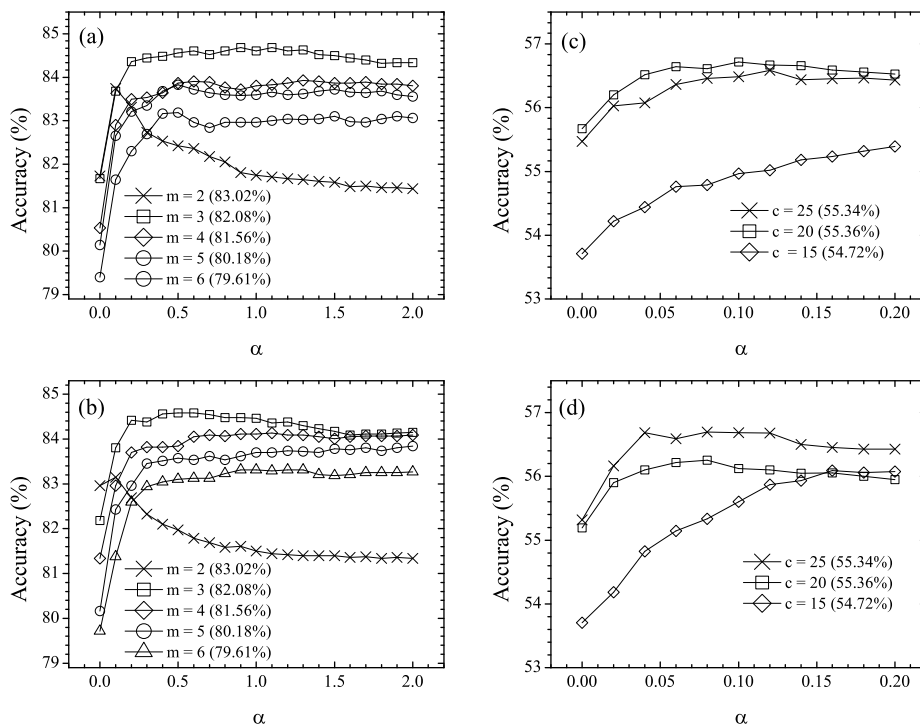 (a)
85
84
83
82
81
80
79
Accuracy (%)
m = 2 (83.02%)
m = 3 (82.08%)
m = 4 (81.56%)
m = 5 (80.18%)
m = 6 (79.61%)
0.0 0.5 1.0 1.5 2.0
α
(c)
57
56
55
54
53
Accuracy (%)
c = 25 (55.34%)
c = 20 (55.36%)
c = 15 (54.72%)
0.00 0.05 0.10 0.15 0.20
α
(b)
85
84
83
82
81
80
79
Accuracy (%)
m = 2 (83.02%)
m = 3 (82.08%)
m = 4 (81.56%)
m = 5 (80.18%)
m = 6 (79.61%)
0.0 0.5 1.0 1.5 2.0
α
(d)
57
56
55
54
53
Accuracy (%)
c = 25 (55.34%)
c = 20 (55.36%)
c = 15 (54.72%)
0.00 0.05 0.10 0.15 0.20
α